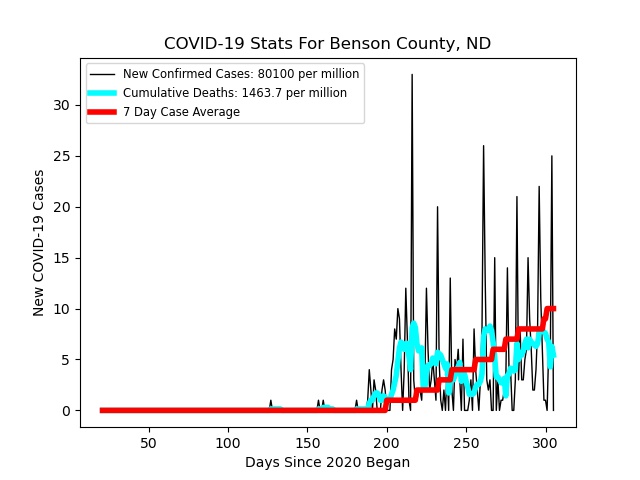 COVID-19 Stats For Benson County, ND
New Confirmed Cases: 80100 per million
Cumulative Deaths: 1463.7 per million
7 Day Case Average
New COVID-19 Cases
30
25
20
15
10
5
0
50 100 150 200 250 300
Days Since 2020 Began